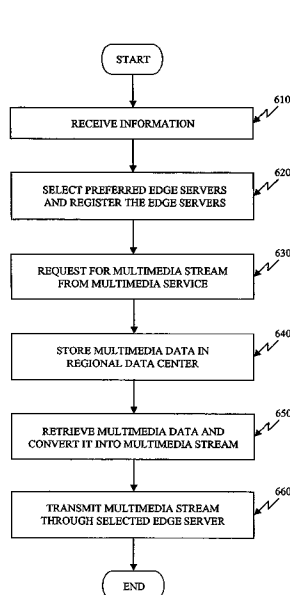 START
610
RECEIVE INFORMATION
620
SELECT PREFERRED EDGE SERVERS
AND REGISTER THE EDGE SERVERS
630
REQUEST FOR MULTIMEDIA STREAM
FROM MULTIMEDIA SERVICE
640
STORE MULTIMEDIA DATA IN
REGIONAL DATA CENTER
650
RETRIEVE MULTIMEDIA DATA AND
CONVERT IT INTO MULTIMEDIA STREAM
660
TRANSMIT MULTIMEDIA STREAM
THROUGH SELECTED EDGE SERVER
END